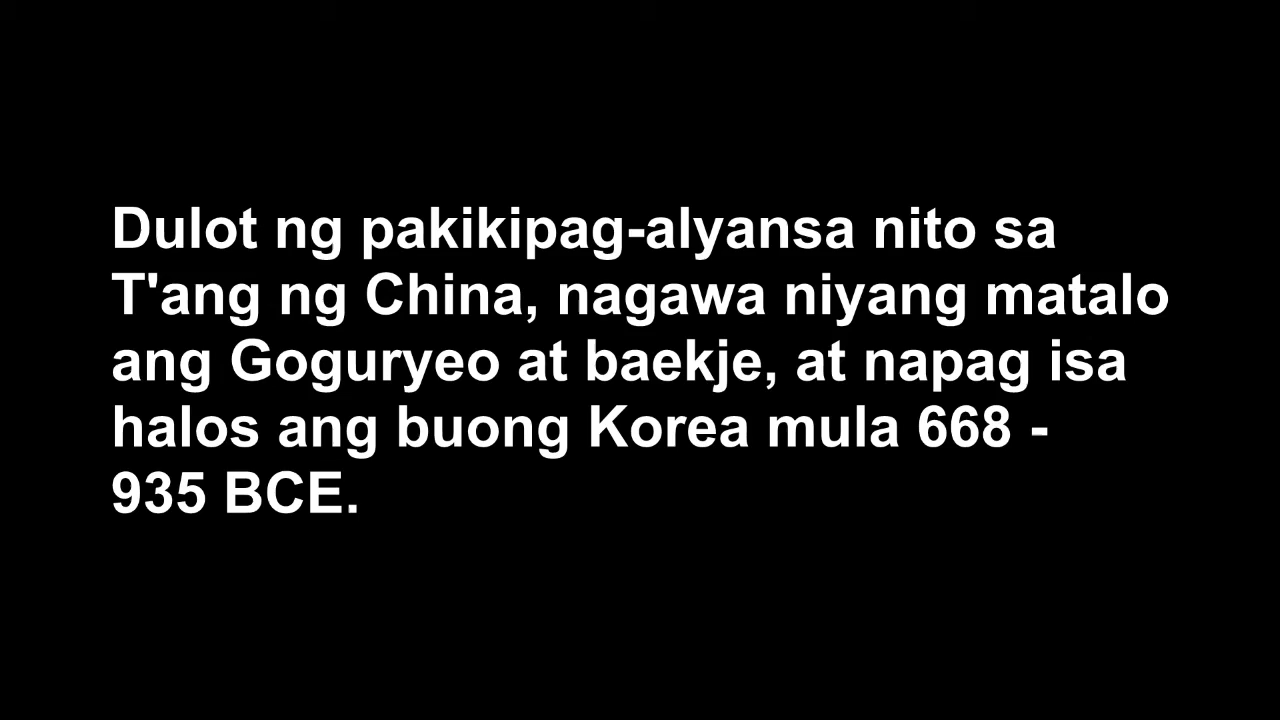 Dulot ng pakikipag-alyansa nito sa
T'ang ng China, nagawa niyang matalo
ang Goguryeo at baekje, at napag isa
halos ang buong Korea mula 668 -
935 BCE.